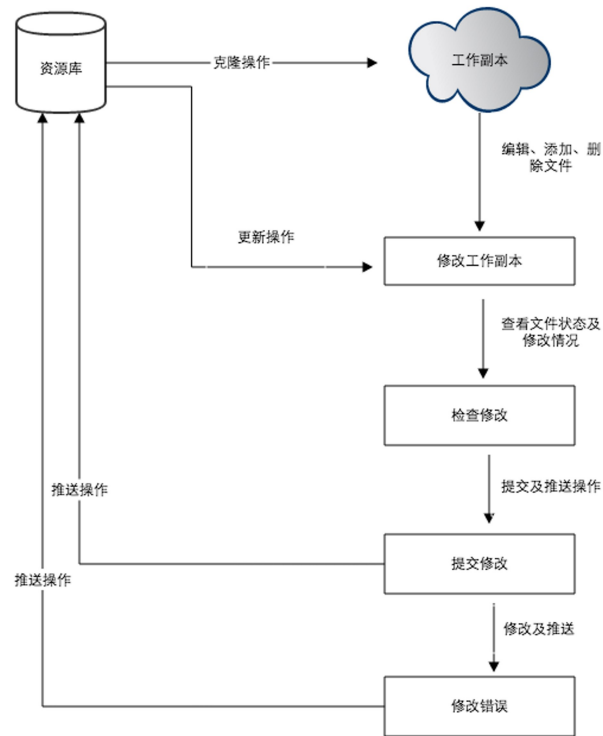 资源库
克隆操作
工作副本
编辑、添加、删
除文件
更新操作
修改工作副本
查看文件状态及
修改情况
检查修改
推送操作
提交及推送操作
提交修改
推送操作
修改及推送
修改错误